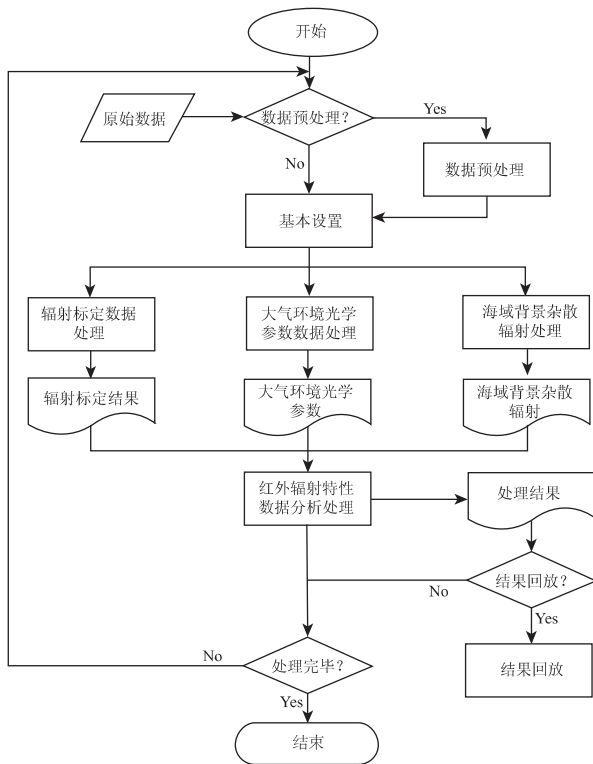 开始
原始数据
数据预处理？
Yes
No
数据预处理
基本设置
辐射标定数据
处理
大气环境光学
参数数据处理
海域背景杂散
辐射处理
辐射标定结果
大气环境光学
参数
海域背景杂散
辐射
红外辐射特性
数据分析处理
处理结果
结果回放？
No
Yes
结果回放
处理完毕？
No
Yes
结束